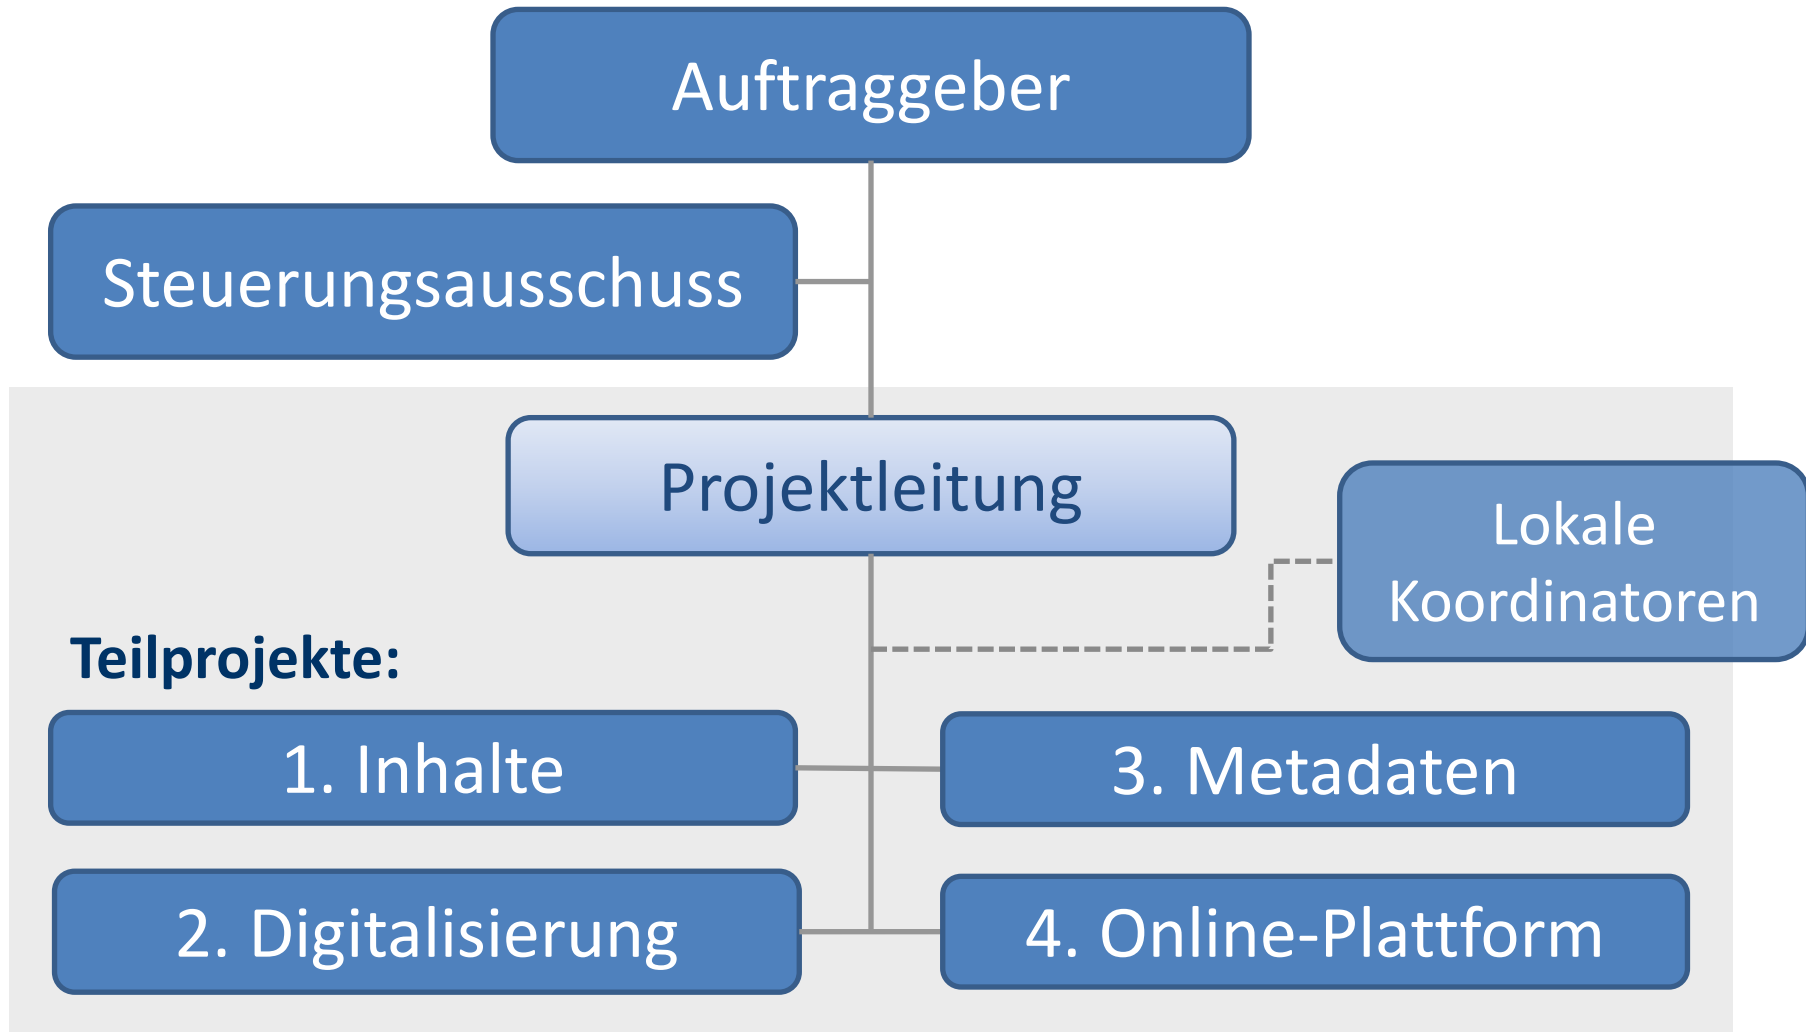 Auftraggeber
Steuerungsausschuss
Projektleitung
Lokale
Koordinatoren
Teilprojekte:
1. Inhalte
3. Metadaten
2. Digitalisierung
4. Online-Plattform